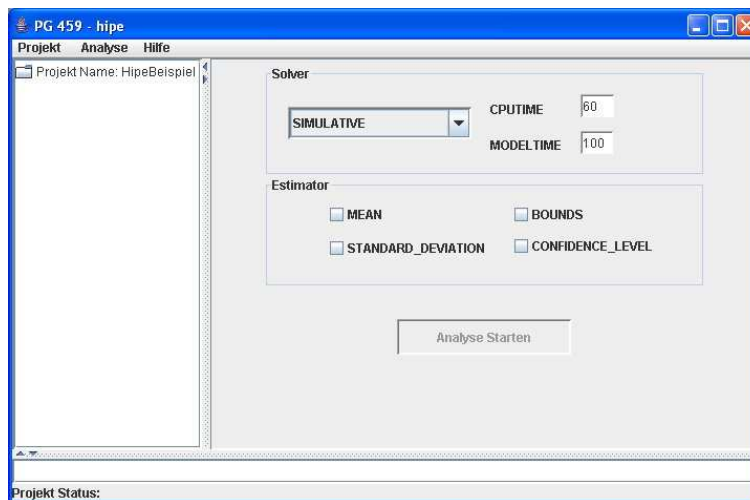 PG 459 - hipe
Projekt Analyse Hilfe
Projekt Name: HipeBeispiel
Solver
SIMULATIVE
CPUTIME 60
MODELTIME 100
Estimator
MEAN BOUNDS
STANDARD_DEVIATION CONFIDENCE_LEVEL
Analyse Starten
Projekt Status: